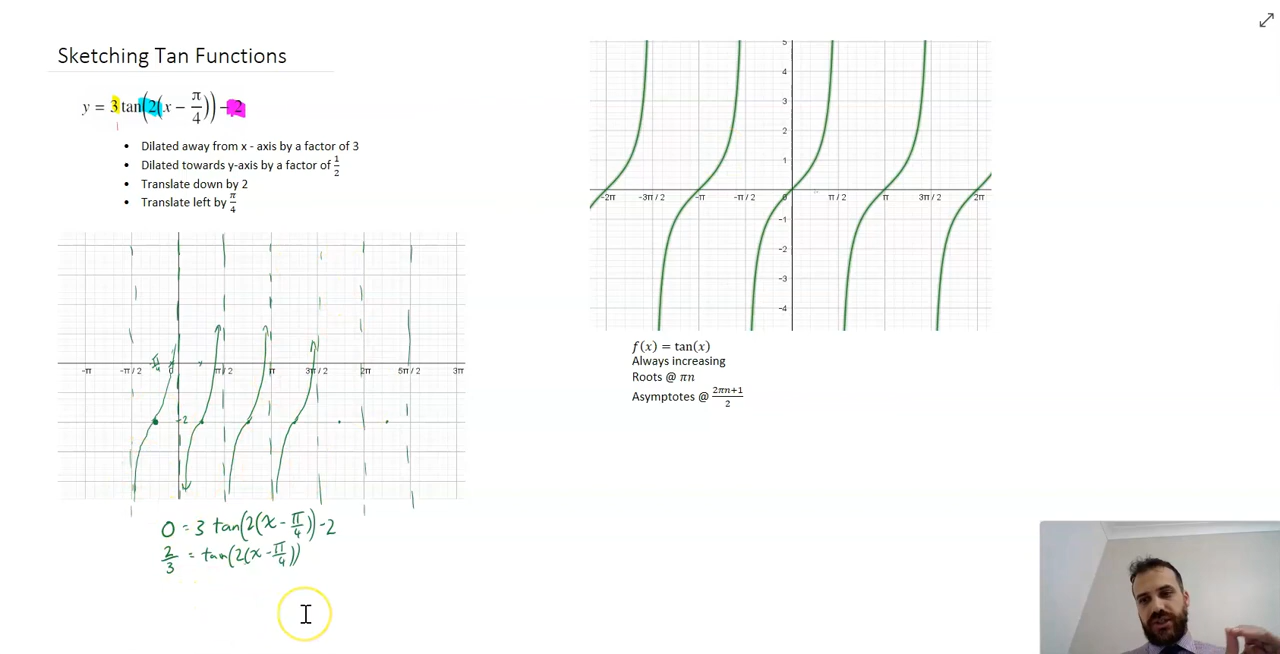 Sketching Tan Functions
y = 3 tan(2(x − π/4)) − 2
• Dilated away from x - axis by a factor of 3
• Dilated towards y-axis by a factor of 1/2
• Translate down by 2
• Translate left by π/4
-π -π / 2 -π/4 0 π / 2 π 3π / 2 2π 5π / 2 3π
-2
0 = 3 tan(2(x - π/4)) - 2
2/3 = tan(2(x - π/4))
5
4
3
2
1
-2π -3π / 2 -π -π / 2 0 π / 2 π 3π / 2 2π
-1
-2
-3
-4
f(x) = tan(x)
Always increasing
Roots @ πn
Asymptotes @ 2πn+1/2